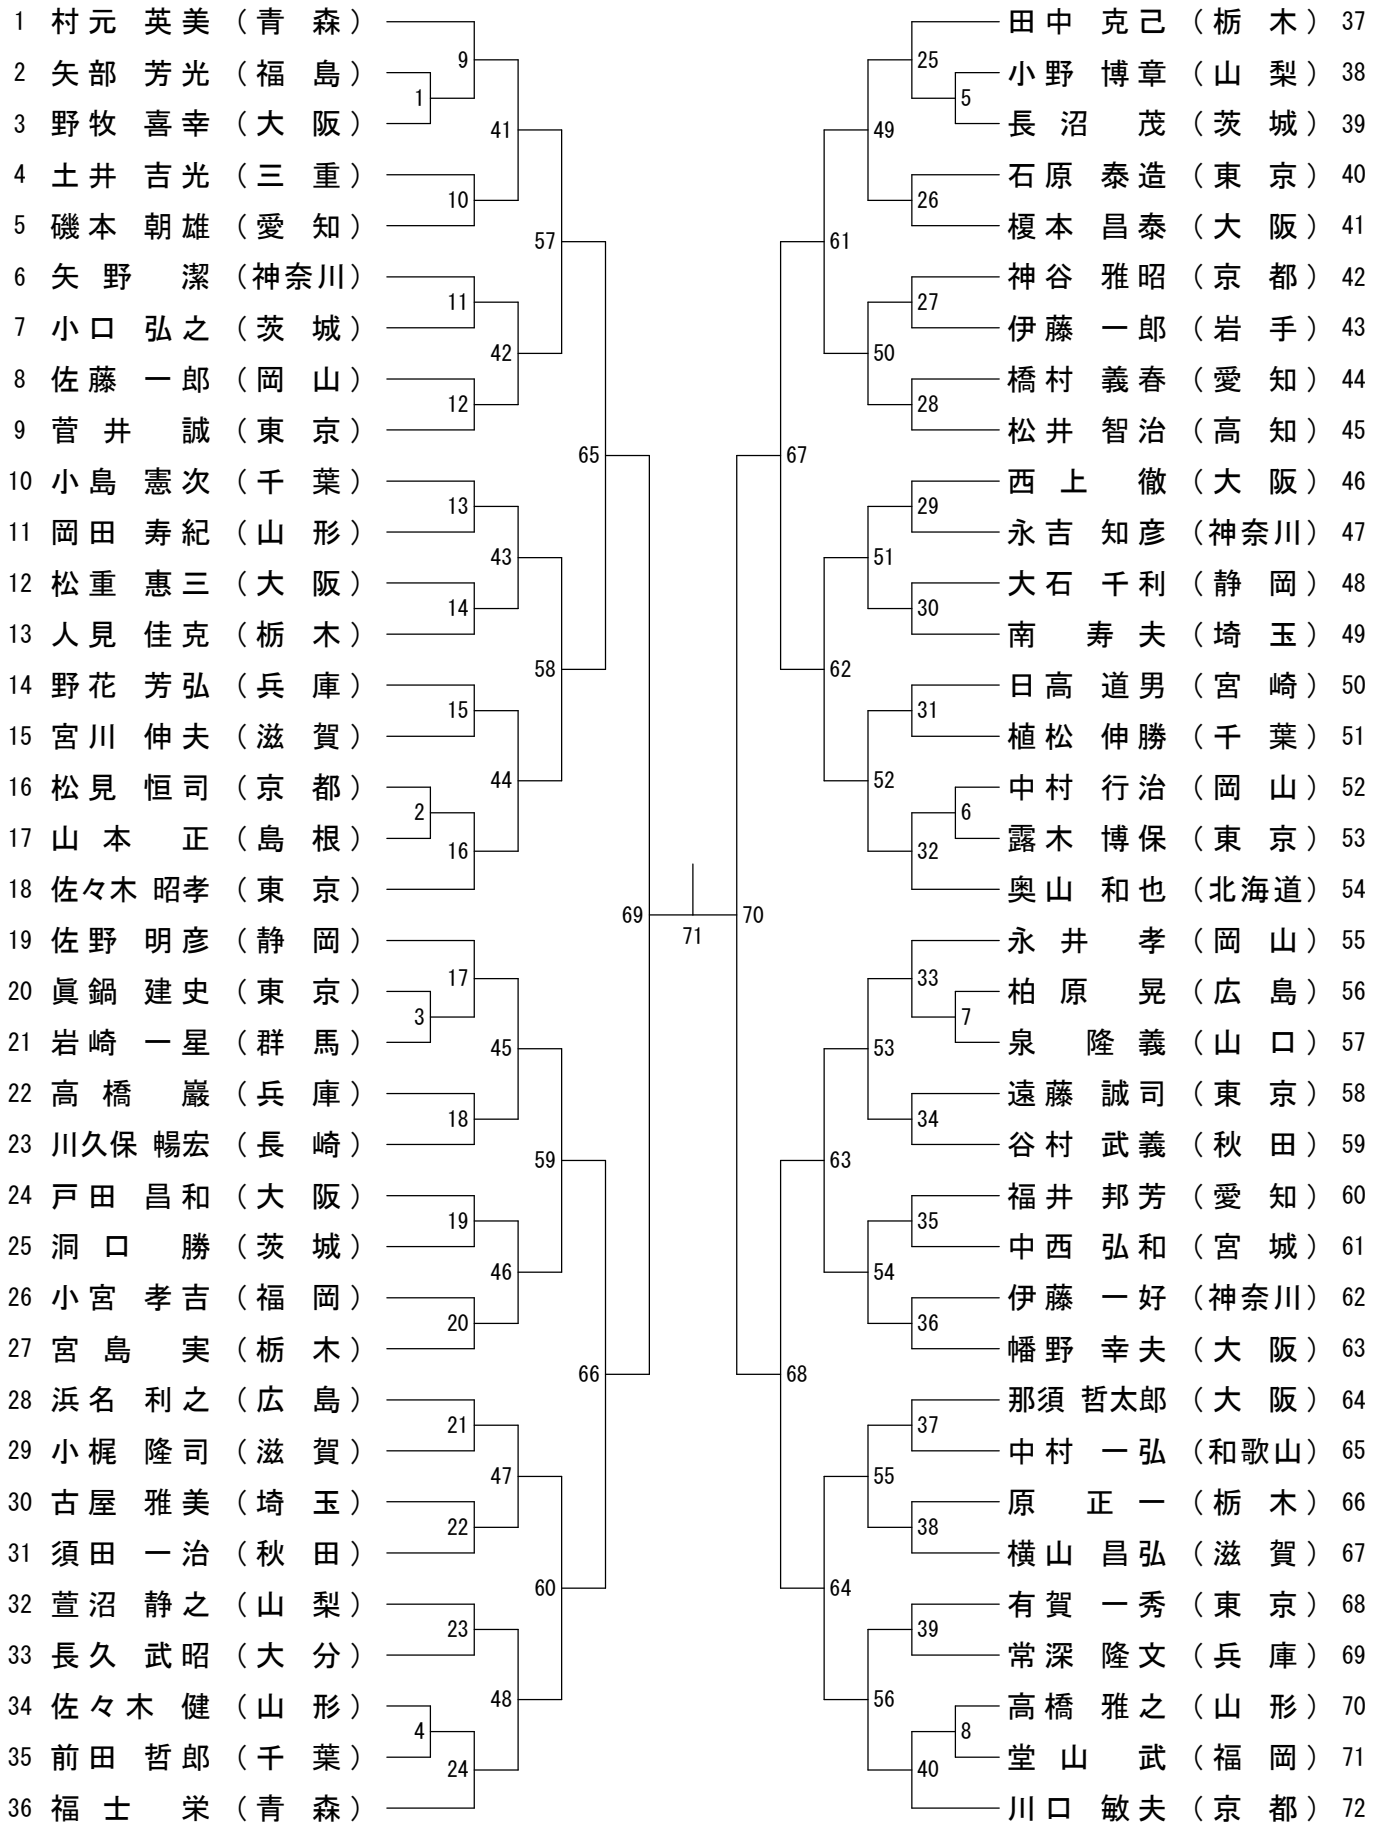 1 村元 英美 （青 森）
2 矢部 芳光 （福 島）
3 野牧 喜幸 （大 阪）
4 土井 吉光 （三 重）
5 磯本 朝雄 （愛 知）
6 矢野 潔 （神奈川）
7 小口 弘之 （茨 城）
8 佐藤 一郎 （岡 山）
9 菅井 誠 （東 京）
10 小島 憲次 （千 葉）
11 岡田 寿紀 （山 形）
12 松重 惠三 （大 阪）
13 人見 佳克 （栃 木）
14 野花 芳弘 （兵 庫）
15 宮川 伸夫 （滋 賀）
16 松見 恒司 （京 都）
17 山本 正 （島 根）
18 佐々木 昭孝 （東 京）
19 佐野 明彦 （静 岡）
20 眞鍋 建史 （東 京）
21 岩崎 一星 （群 馬）
22 高橋 巌 （兵 庫）
23 川久保 暢宏 （長 崎）
24 戸田 昌和 （大 阪）
25 洞口 勝 （茨 城）
26 小宮 孝吉 （福 岡）
27 宮島 実 （栃 木）
28 浜名 利之 （広 島）
29 小梶 隆司 （滋 賀）
30 古屋 雅美 （埼 玉）
31 須田 一治 （秋 田）
32 萱沼 静之 （山 梨）
33 長久 武昭 （大 分）
34 佐々木 健 （山 形）
35 前田 哲郎 （千 葉）
36 福士 栄 （青 森）
1
2
3
4
9
10
11
12
13
14
15
16
17
18
19
20
21
22
23
24
41
42
43
44
45
46
47
48
57
58
59
60
65
66
69
71
70
67
68
61
62
63
64
49
50
51
52
53
54
55
56
25
26
27
28
29
30
31
32
33
34
35
36
37
38
39
40
5
6
7
8
田中 克己 （栃 木） 37
小野 博章 （山 梨） 38
長沼 茂 （茨 城） 39
石原 泰造 （東 京） 40
榎本 昌泰 （大 阪） 41
神谷 雅昭 （京 都） 42
伊藤 一郎 （岩 手） 43
橋村 義春 （愛 知） 44
松井 智治 （高 知） 45
西上 徹 （大 阪） 46
永吉 知彦 （神奈川） 47
大石 千利 （静 岡） 48
南 寿夫 （埼 玉） 49
日高 道男 （宮 崎） 50
植松 伸勝 （千 葉） 51
中村 行治 （岡 山） 52
露木 博保 （東 京） 53
奥山 和也 （北海道） 54
永井 孝 （岡 山） 55
柏原 晃 （広 島） 56
泉 隆義 （山 口） 57
遠藤 誠司 （東 京） 58
谷村 武義 （秋 田） 59
福井 邦芳 （愛 知） 60
中西 弘和 （宮 城） 61
伊藤 一好 （神奈川） 62
幡野 幸夫 （大 阪） 63
那須 哲太郎 （大 阪） 64
中村 一弘 （和歌山） 65
原 正一 （栃 木） 66
横山 昌弘 （滋 賀） 67
有賀 一秀 （東 京） 68
常深 隆文 （兵 庫） 69
高橋 雅之 （山 形） 70
堂山 武 （福 岡） 71
川口 敏夫 （京 都） 72